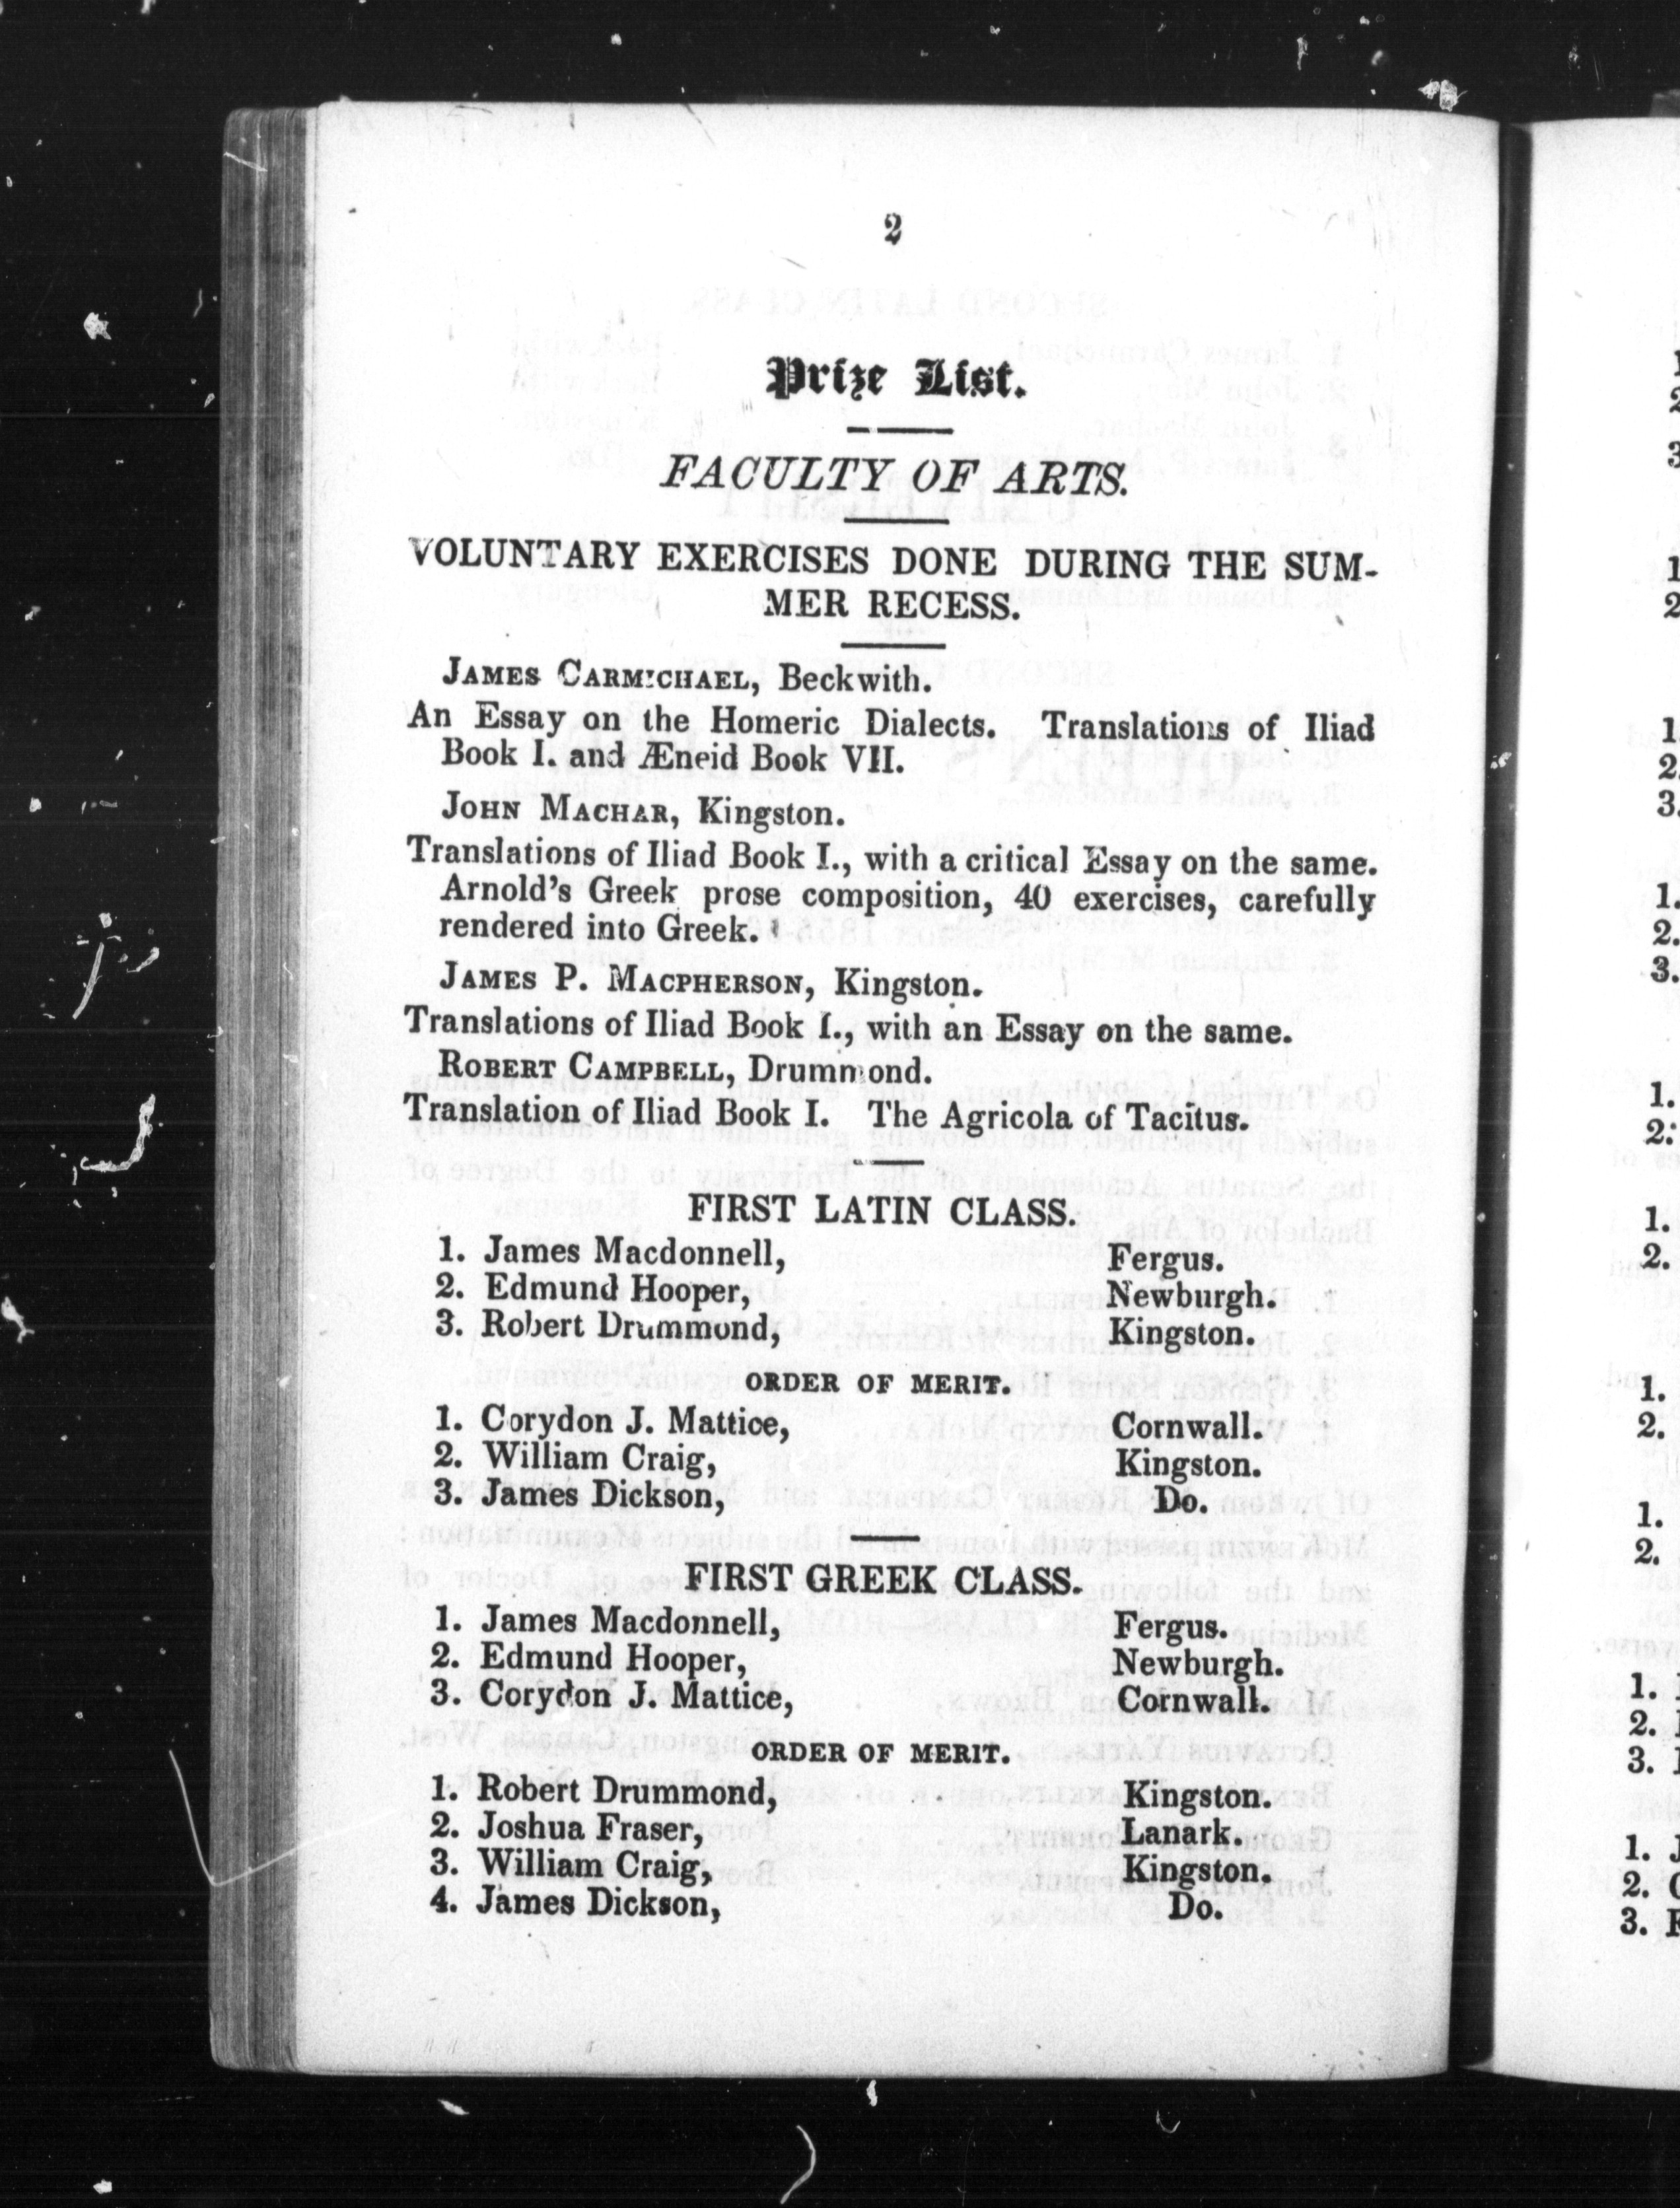 2
Prize List.
FACULTY OF ARTS.
VOLUNTARY EXERCISES DONE DURING THE SUM-
MER RECESS.
JAMES CARMICHAEL, Beckwith.
An Essay on the Homeric Dialects. Translations of Iliad
Book I. and Æneid Book VII.
JOHN MACHAR, Kingston.
Translations of Iliad Book I., with a critical Essay on the same.
Arnold's Greek prose composition, 40 exercises, carefully
rendered into Greek.
JAMES P. MACPHERSON, Kingston.
Translations of Iliad Book I., with an Essay on the same.
ROBERT CAMPBELL, Drummond.
Translation of Iliad Book I. The Agricola of Tacitus.
FIRST LATIN CLASS.
1. James Macdonnell, Fergus.
2. Edmund Hooper, Newburgh.
3. Robert Drummond, Kingston.
ORDER OF MERIT.
1. Corydon J. Mattice, Cornwall.
2. William Craig, Kingston.
3. James Dickson, Do.
FIRST GREEK CLASS.
1. James Macdonnell, Fergus.
2. Edmund Hooper, Newburgh.
3. Corydon J. Mattice, Cornwall.
ORDER OF MERIT.
1. Robert Drummond, Kingston.
2. Joshua Fraser, Lanark.
3. William Craig, Kingston.
4. James Dickson, Do.